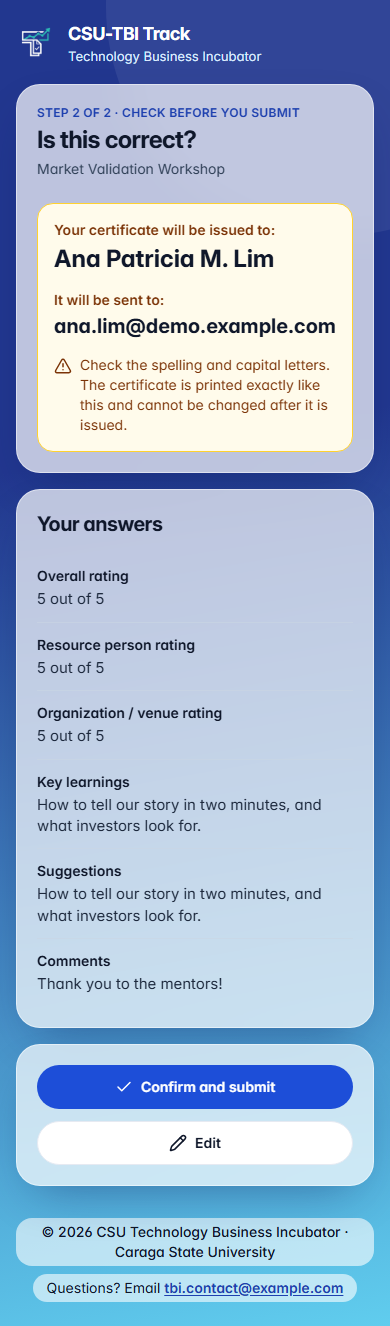 CSU-TBI Track
Technology Business Incubator
STEP 2 OF 2 · CHECK BEFORE YOU SUBMIT
Is this correct?
Market Validation Workshop
Your certificate will be issued to:
Ana Patricia M. Lim
It will be sent to:
ana.lim@demo.example.com
Check the spelling and capital letters.
The certificate is printed exactly like
this and cannot be changed after it is
issued.
Your answers
Overall rating
5 out of 5
Resource person rating
5 out of 5
Organization / venue rating
5 out of 5
Key learnings
How to tell our story in two minutes, and
what investors look for.
Suggestions
How to tell our story in two minutes, and
what investors look for.
Comments
Thank you to the mentors!
Confirm and submit
Edit
© 2026 CSU Technology Business Incubator ·
Caraga State University
Questions? Email tbi.contact@example.com